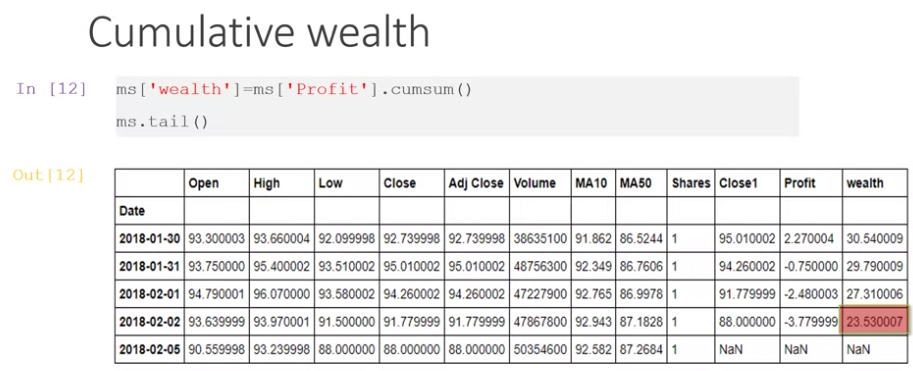 Cumulative wealth
In [12] ms['wealth']=ms['Profit'].cumsum()
ms.tail()
Out[12]
Open High Low Close Adj Close Volume MA10 MA50 Shares Close1 Profit wealth
Date
2018-01-30 93.300003 93.660004 92.099998 92.739998 92.739998 38635100 91.862 86.5244 1 95.010002 2.270004 30.540009
2018-01-31 93.750000 95.400002 93.510002 95.010002 95.010002 48756300 92.349 86.7606 1 94.260002 -0.750000 29.790009
2018-02-01 94.790001 96.070000 93.580002 94.260002 94.260002 47227900 92.765 86.9978 1 91.779999 -2.480003 27.310006
2018-02-02 93.639999 93.970001 91.500000 91.779999 91.779999 47867800 92.943 87.1828 1 88.000000 -3.779999 23.530007
2018-02-05 90.559998 93.239998 88.000000 88.000000 88.000000 50354600 92.582 87.2684 1 NaN NaN NaN